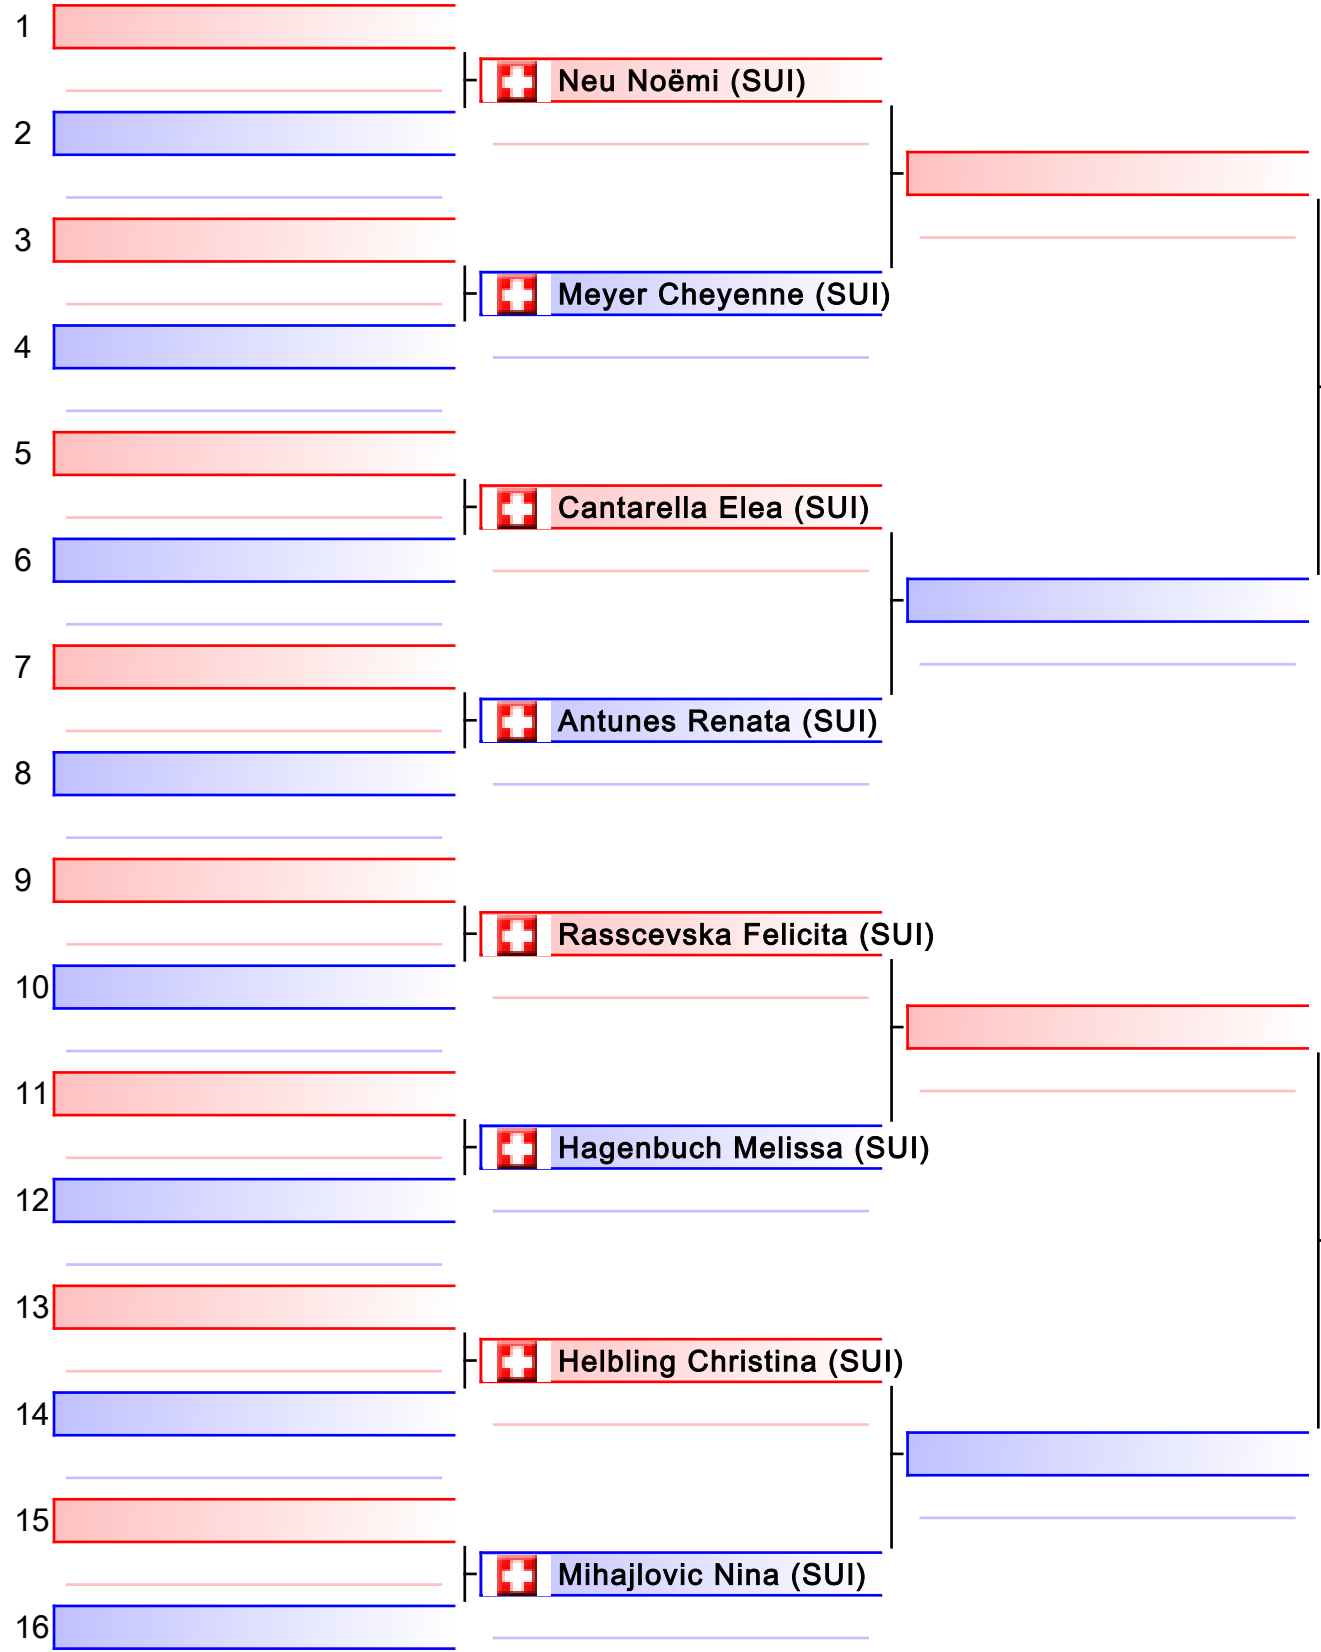 1
Neu Noëmi (SUI)
2
3
Meyer Cheyenne (SUI)
4
5
Cantarella Elea (SUI)
6
7
Antunes Renata (SUI)
8
9
Rasscevska Felicita (SUI)
10
11
Hagenbuch Melissa (SUI)
12
13
Helbling Christina (SUI)
14
15
Mihajlovic Nina (SUI)
16